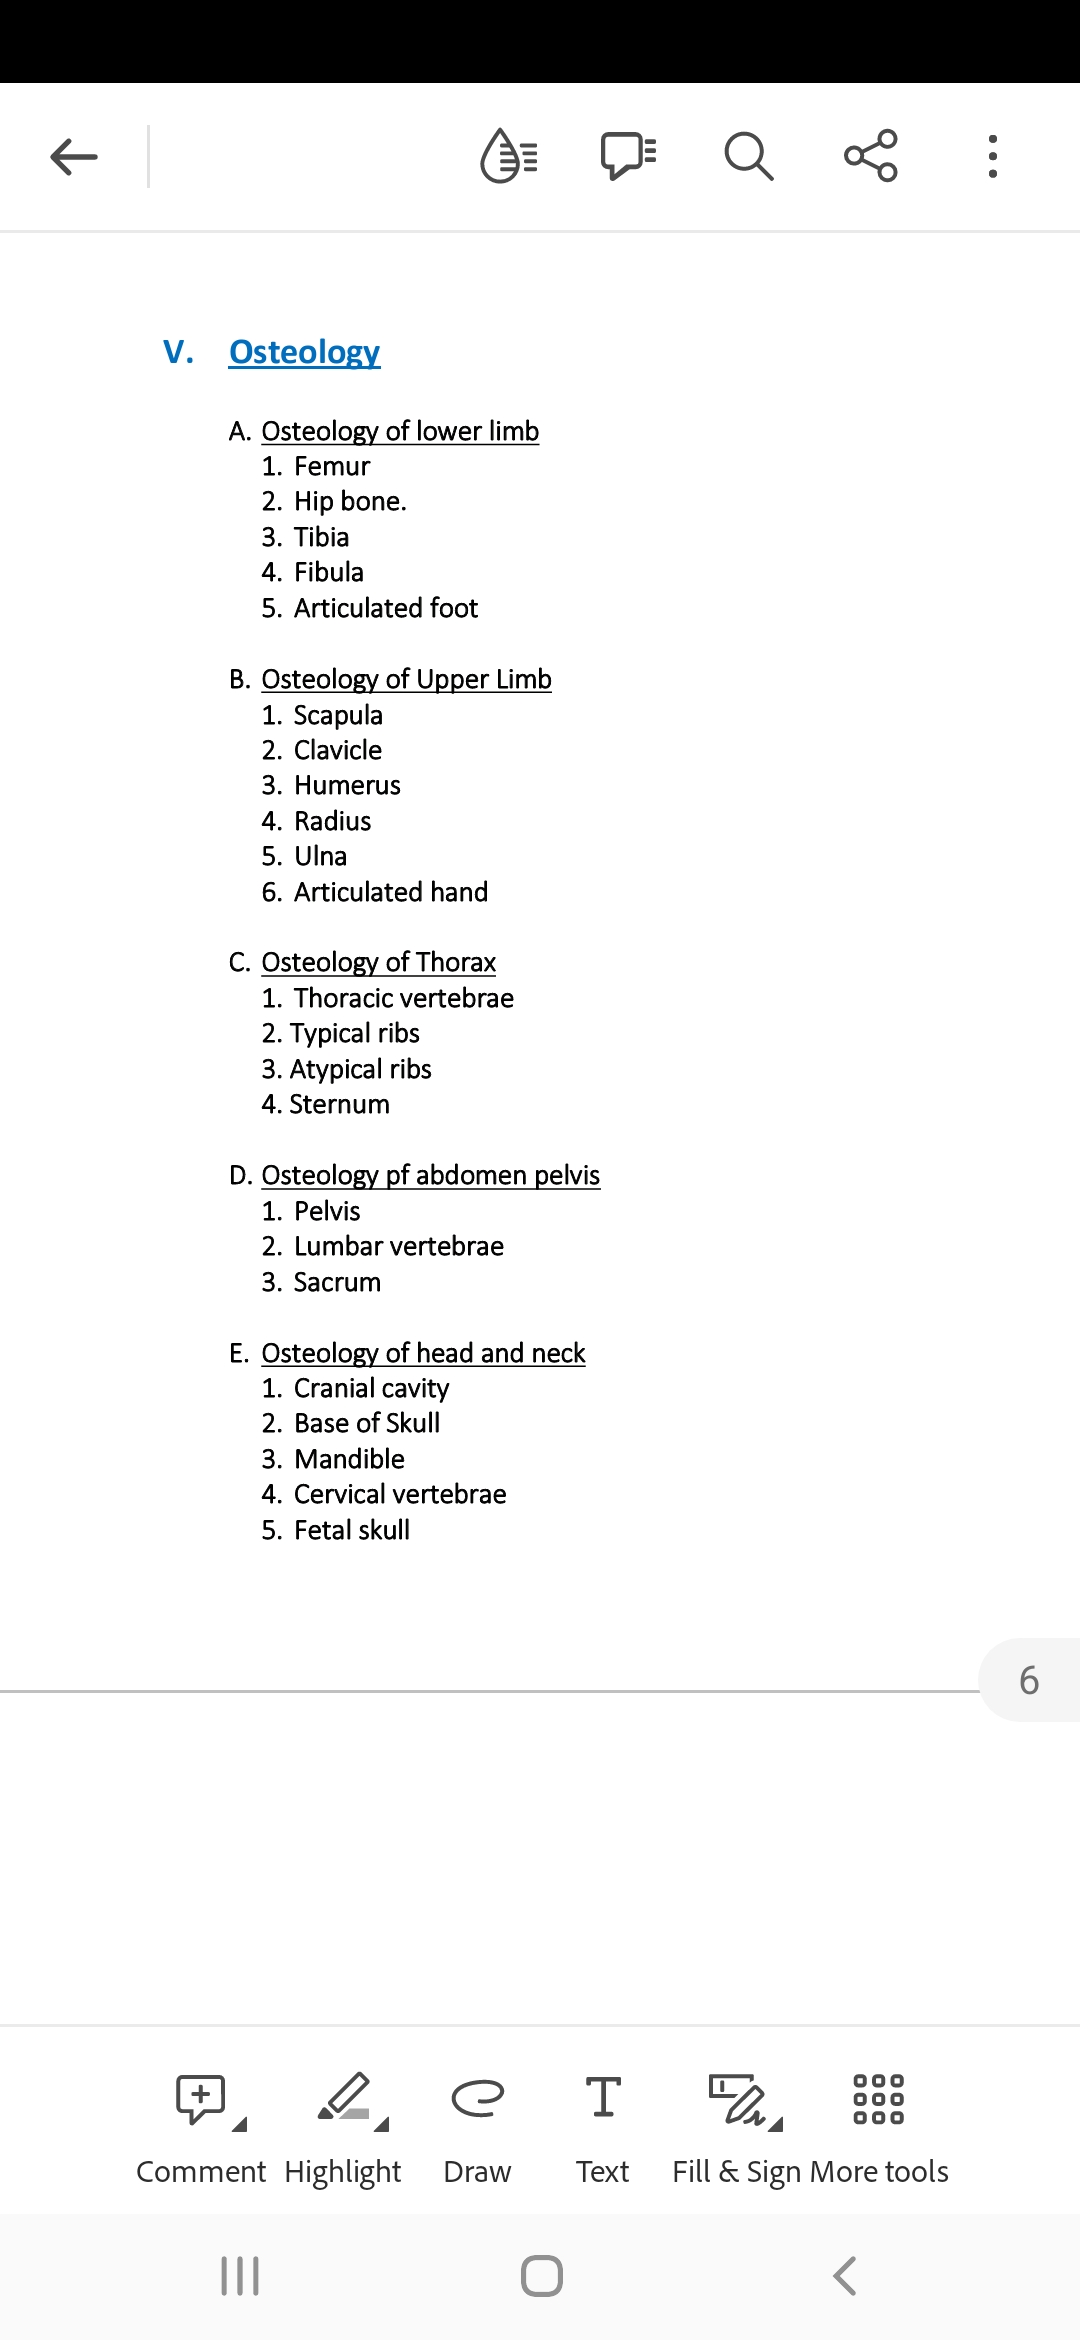 V. Osteology
A. Osteology of lower limb
1. Femur
2. Hip bone.
3. Tibia
4. Fibula
5. Articulated foot
B. Osteology of Upper Limb
1. Scapula
2. Clavicle
3. Humerus
4. Radius
5. Ulna
6. Articulated hand
C. Osteology of Thorax
1. Thoracic vertebrae
2. Typical ribs
3. Atypical ribs
4. Sternum
D. Osteology pf abdomen pelvis
1. Pelvis
2. Lumbar vertebrae
3. Sacrum
E. Osteology of head and neck
1. Cranial cavity
2. Base of Skull
3. Mandible
4. Cervical vertebrae
5. Fetal skull
6
Comment Highlight Draw Text Fill & Sign More tools